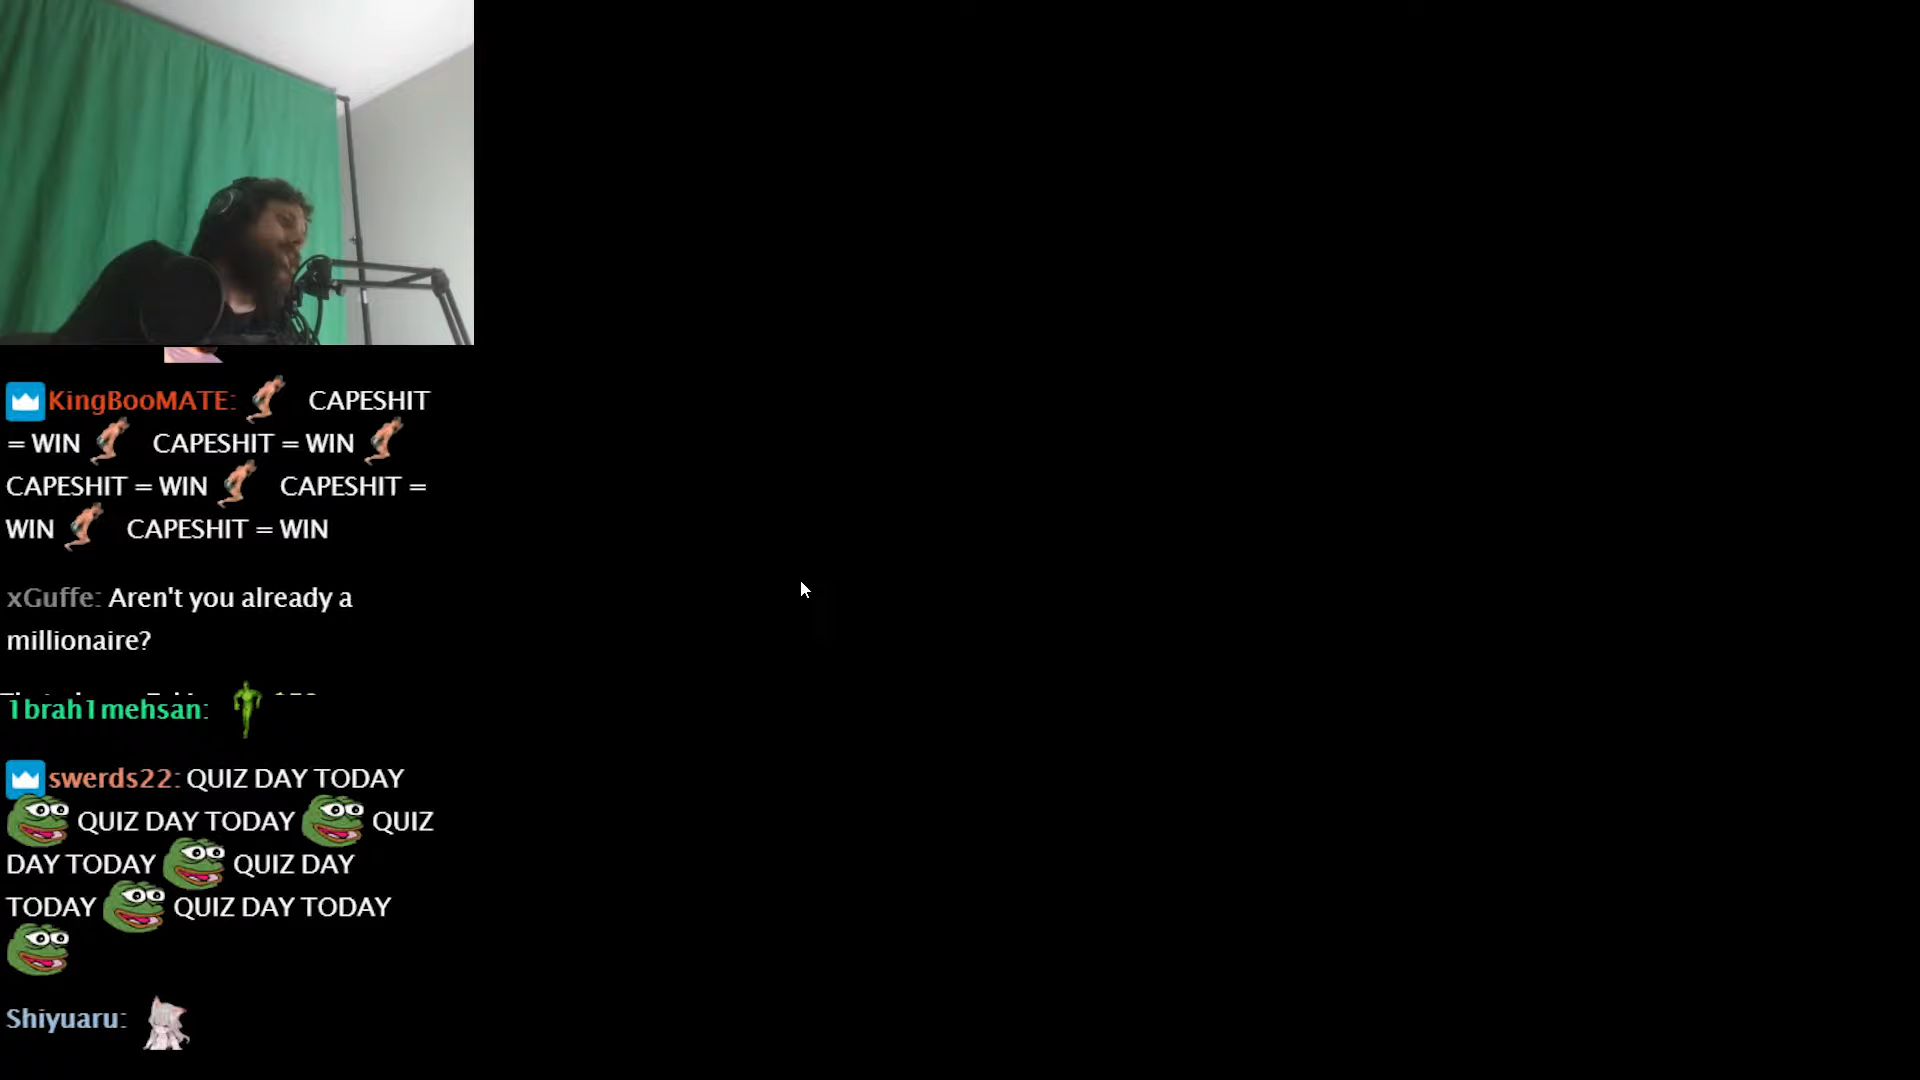 KingBooMATE: CAPESHIT
= WIN CAPESHIT = WIN
CAPESHIT = WIN CAPESHIT =
WIN CAPESHIT = WIN
xGuffe: Aren't you already a
millionaire?
1brah1mehsan:
swerds22: QUIZ DAY TODAY
QUIZ DAY TODAY QUIZ
DAY TODAY QUIZ DAY
TODAY QUIZ DAY TODAY
Shiyuaru: